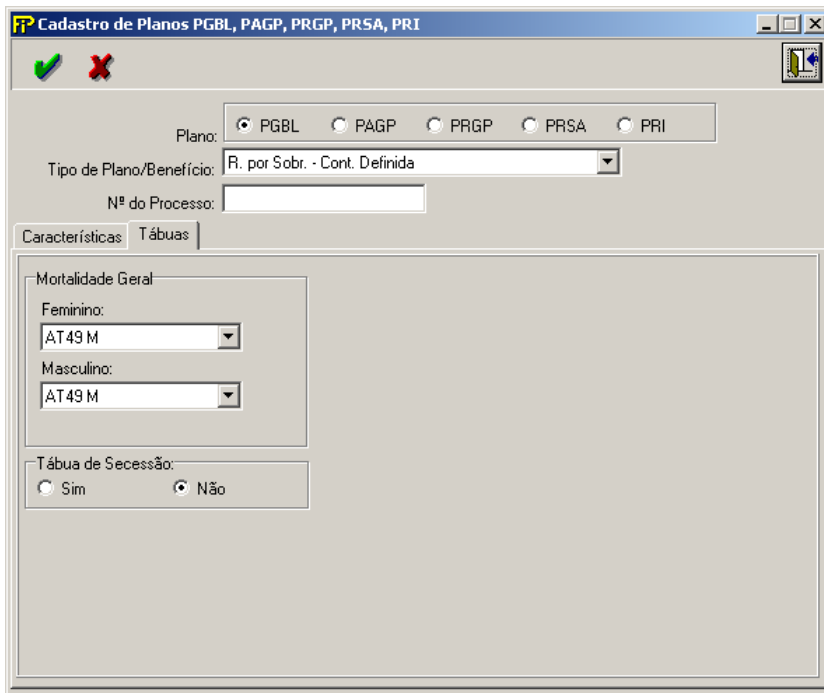 FiP Cadastro de Planos PGBL, PAGP, PRGP, PRSA, PRI
Plano: PGBL PAGP PRGP PRSA PRI
Tipo de Plano/Benefício: R. por Sobr. - Cont. Definida
Nº do Processo:
Características Tábuas
Mortalidade Geral
Feminino:
AT49 M
Masculino:
AT49 M
Tábua de Secessão:
Sim Não